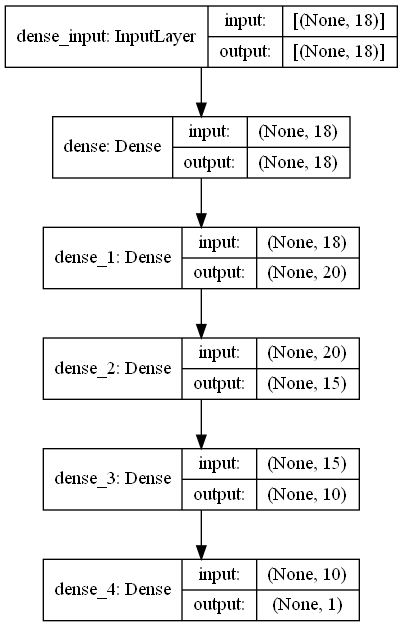 dense_input: InputLayer
input: [(None, 18)]
output: [(None, 18)]
dense: Dense
input: (None, 18)
output: (None, 18)
dense_1: Dense
input: (None, 18)
output: (None, 20)
dense_2: Dense
input: (None, 20)
output: (None, 15)
dense_3: Dense
input: (None, 15)
output: (None, 10)
dense_4: Dense
input: (None, 10)
output: (None, 1)